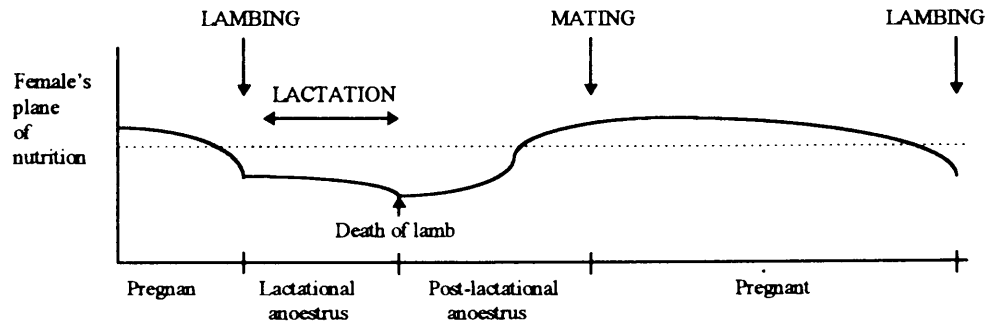 LAMBING
MATING
LAMBING
Female's
plane
of
nutrition
LACTATION
Death of lamb
Pregnan
Lactational
anoestrus
Post-lactational
anoestrus
Pregnant